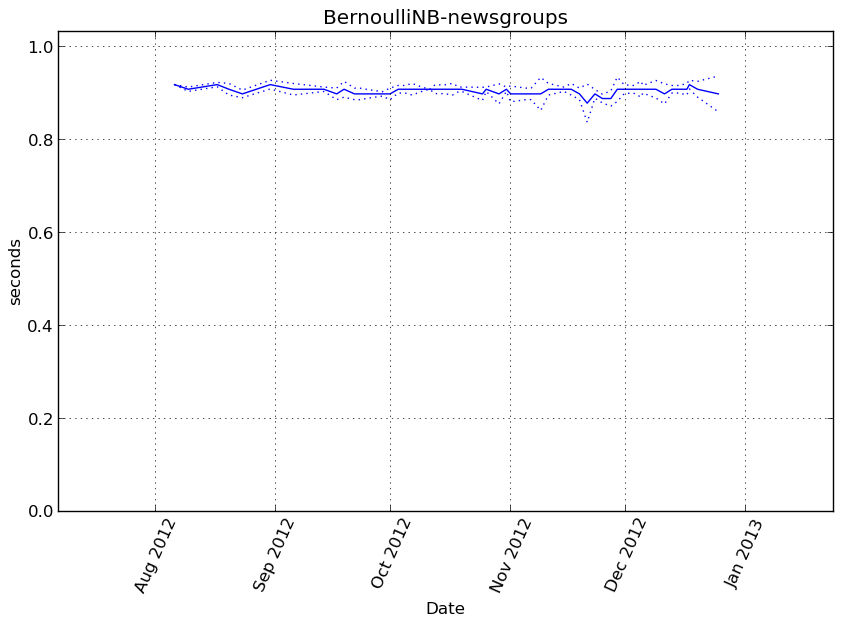 BernoulliNB-newsgroups
1.0
0.8
0.6
0.4
0.2
0.0
seconds
Aug 2012
Sep 2012
Oct 2012
Nov 2012
Dec 2012
Jan 2013
Date